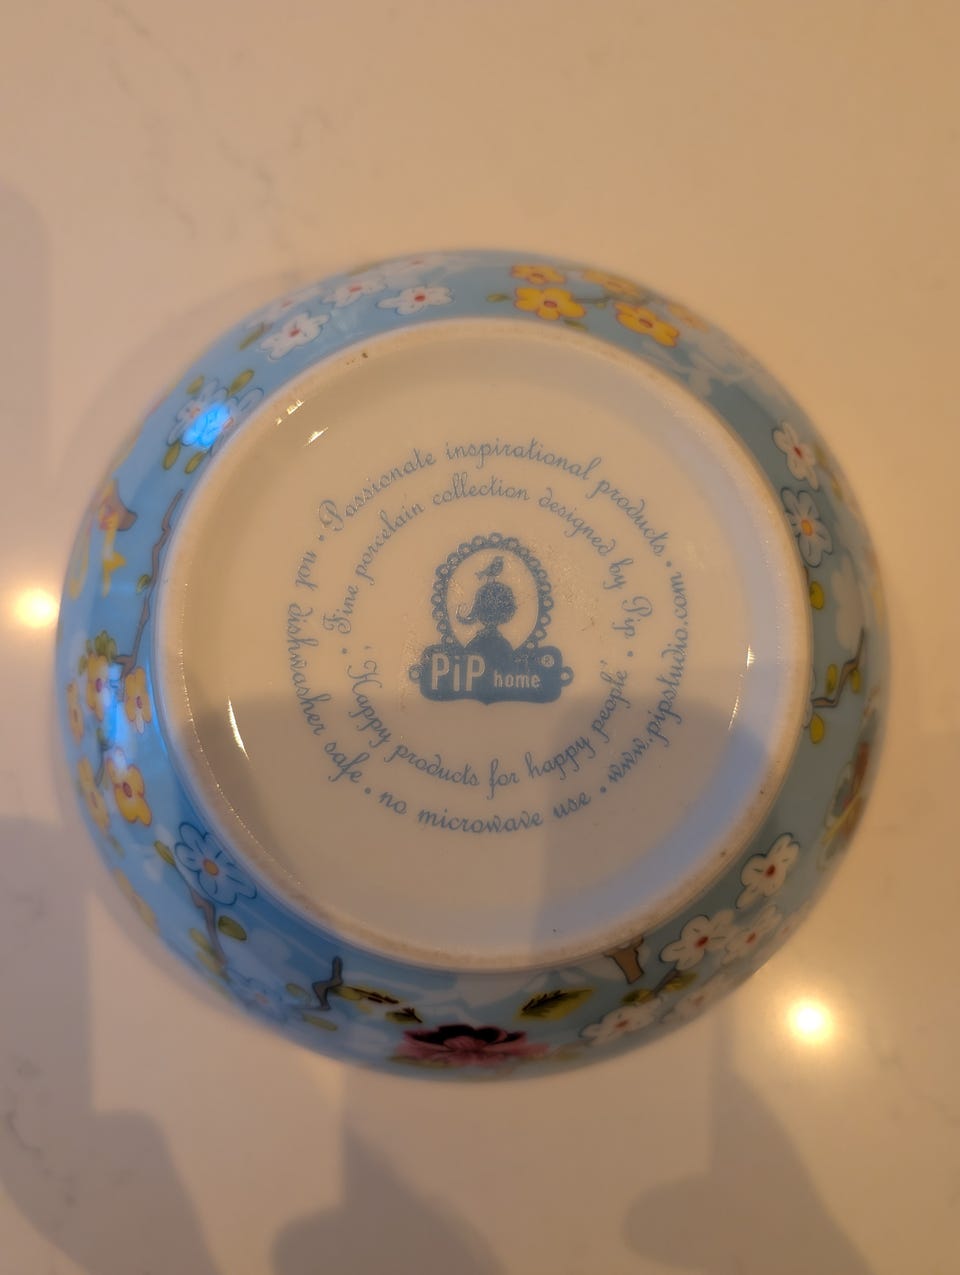 • Passionate inspirational products. • www.pipstudio.com • no microwave use • not dishwasher safe.
• Fine porcelain collection designed by Pip. • 'Happy products for happy people'
PiP home ®